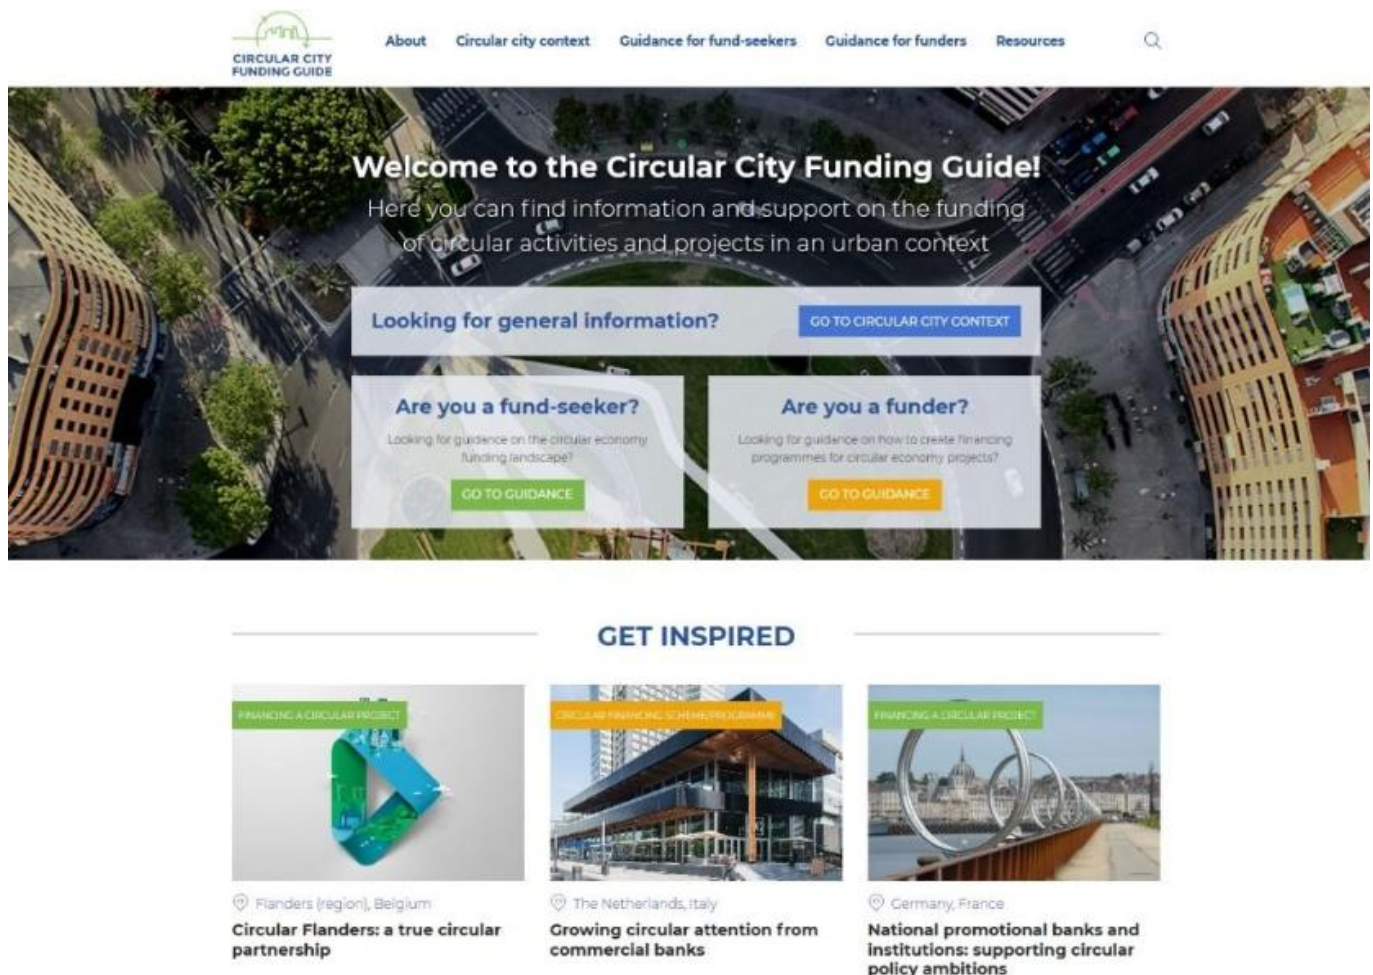 CIRCULAR CITY
FUNDING GUIDE
About Circular city context Guidance for fund-seekers Guidance for funders Resources
Welcome to the Circular City Funding Guide!
Here you can find information and support on the funding
of circular activities and projects in an urban context
Looking for general information?
GO TO CIRCULAR CITY CONTEXT
Are you a fund-seeker?
Looking for guidance on the circular economy
funding landscape?
GO TO GUIDANCE
Are you a funder?
Looking for guidance on how to create financing
programmes for circular economy projects?
GO TO GUIDANCE
GET INSPIRED
FINANCING A CIRCULAR PROJECT
Flanders (region), Belgium
Circular Flanders: a true circular
partnership
CIRCULAR FINANCING SCHEME/PROGRAMME
The Netherlands, Italy
Growing circular attention from
commercial banks
FINANCING A CIRCULAR PROJECT
Germany, France
National promotional banks and
institutions: supporting circular
policy ambitions